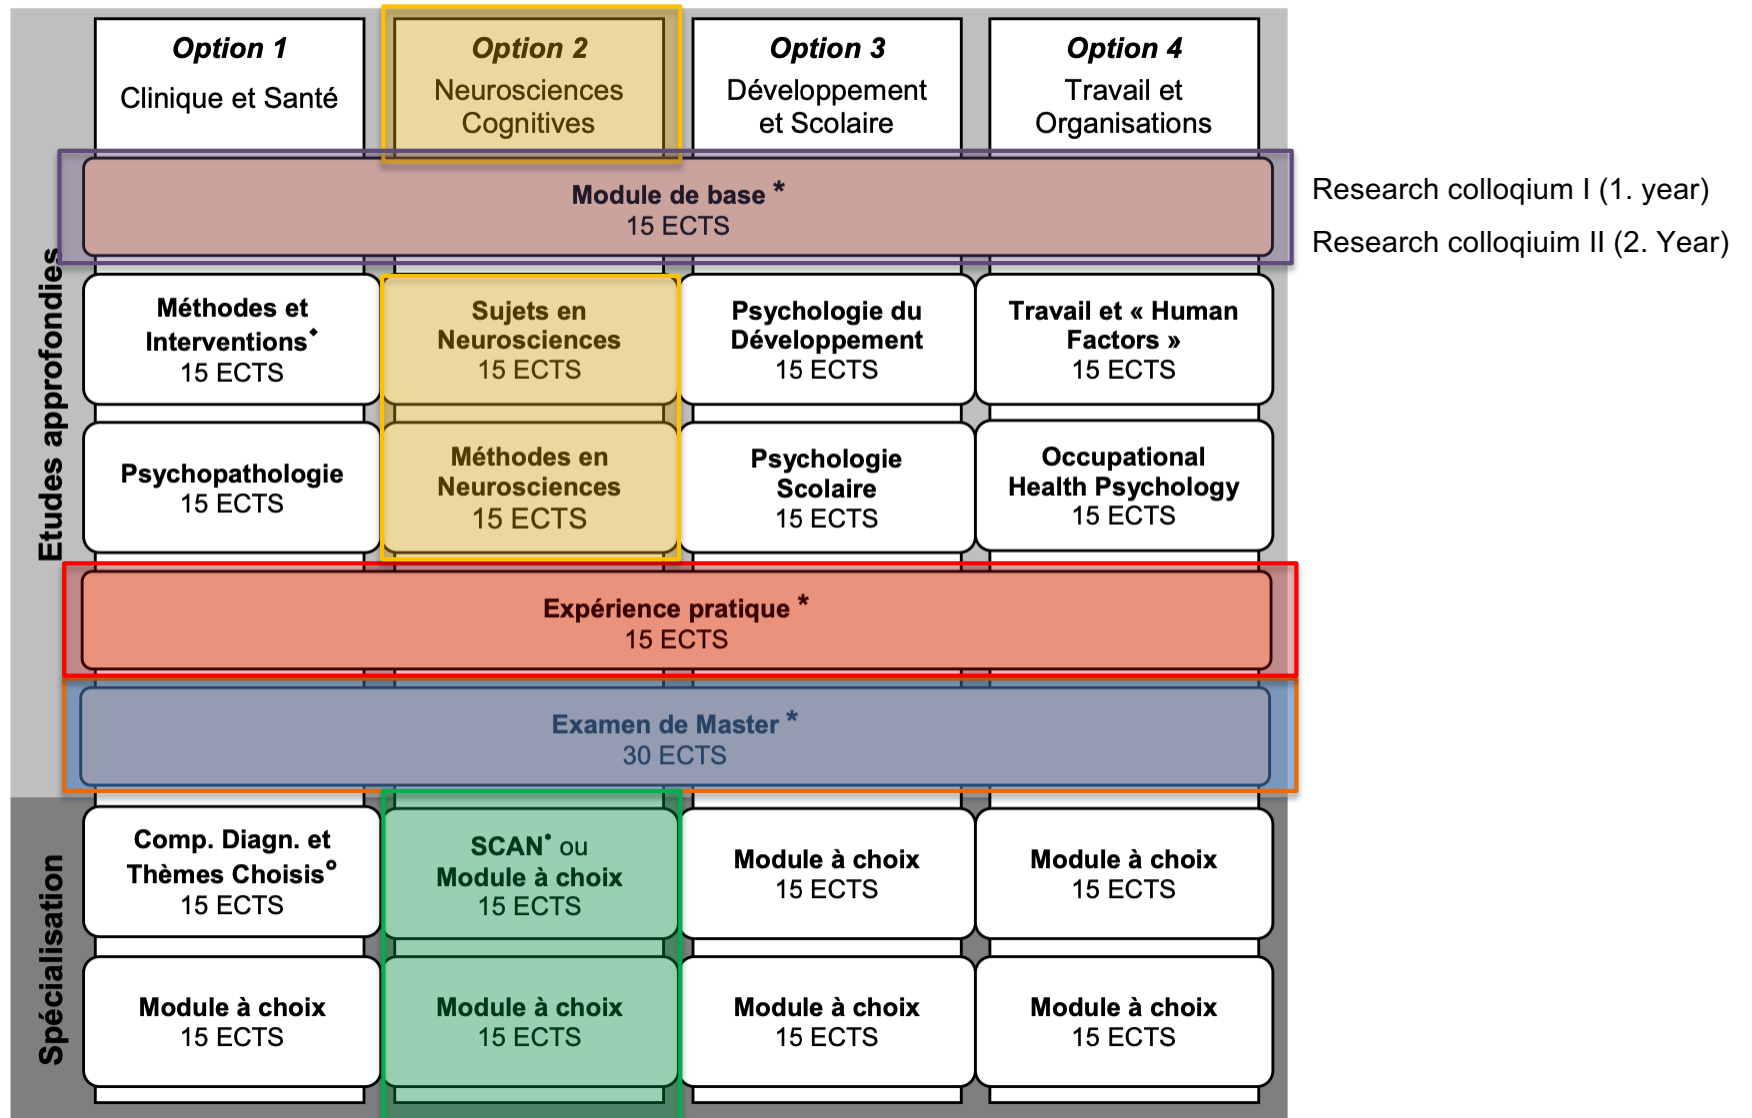 Option 1
Clinique et Santé
Option 2
Neurosciences
Cognitives
Option 3
Développement
et Scolaire
Option 4
Travail et
Organisations
Etudes approfondies
Module de base *
15 ECTS
Research colloqium I (1. year)
Research colloqiuim II (2. Year)
Méthodes et
Interventions◆
15 ECTS
Sujets en
Neurosciences
15 ECTS
Psychologie du
Développement
15 ECTS
Travail et « Human
Factors »
15 ECTS
Psychopathologie
15 ECTS
Méthodes en
Neurosciences
15 ECTS
Psychologie
Scolaire
15 ECTS
Occupational
Health Psychology
15 ECTS
Expérience pratique *
15 ECTS
Examen de Master *
30 ECTS
Spécialisation
Comp. Diagn. et
Thèmes Choisis°
15 ECTS
SCAN• ou
Module à choix
15 ECTS
Module à choix
15 ECTS
Module à choix
15 ECTS
Module à choix
15 ECTS
Module à choix
15 ECTS
Module à choix
15 ECTS
Module à choix
15 ECTS